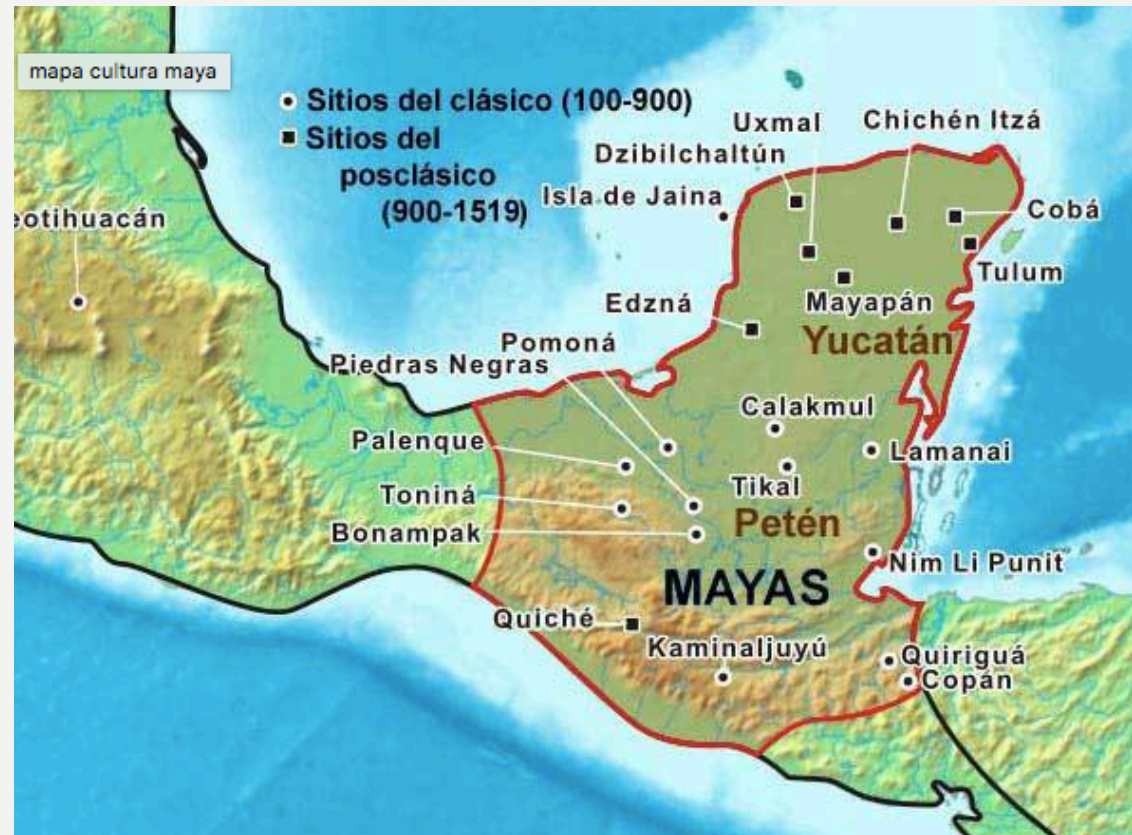 mapa cultura maya
Sitios del clásico (100-900)
Sitios del
posclásico
(900-1519)
Uxmal
Chichén Itzá
Dzibilchaltún
Isla de Jaina
Cobá
eotihuacán
Tulum
Edzná
Mayapán
Yucatán
Pomoná
Piedras Negras
Calakmul
Palenque
Lamanai
Toniná
Tikal
Petén
Bonampak
Nim Li Punit
MAYAS
Quiché
Kaminaljuyú
Quiriguá
Copán